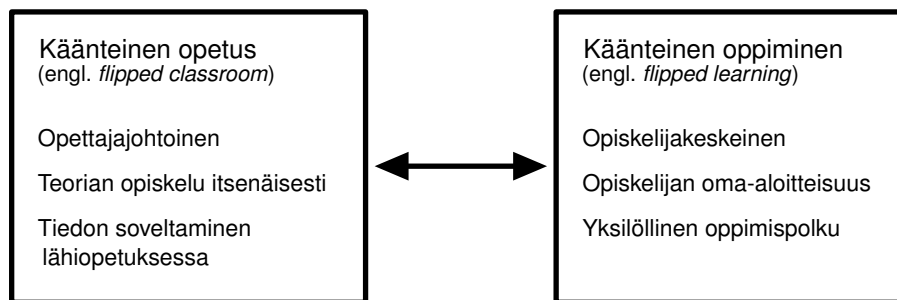 Käänteinen opetus
(engl. flipped classroom)
Opettajajohtoinen
Teorian opiskelu itsenäisesti
Tiedon soveltaminen
lähiopetuksessa
Käänteinen oppiminen
(engl. flipped learning)
Opiskelijakeskeinen
Opiskelijan oma-aloitteisuus
Yksilöllinen oppimispolku